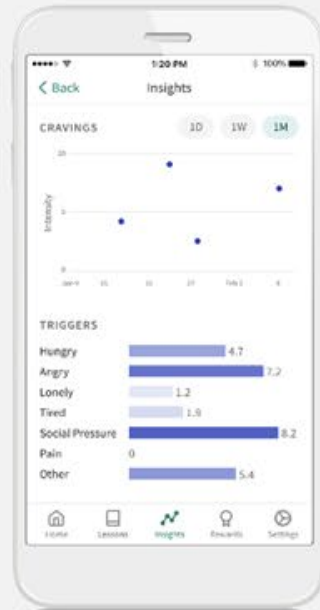 1:20 PM
100%
Back
Insights
CRAVINGS
1D
1W
1M
Intensity
TRIGGERS
Hungry 4.7
Angry 7.2
Lonely 1.2
Tired 1.9
Social Pressure 8.2
Pain 0
Other 5.4
Home Lessons Insights Rewards Settings